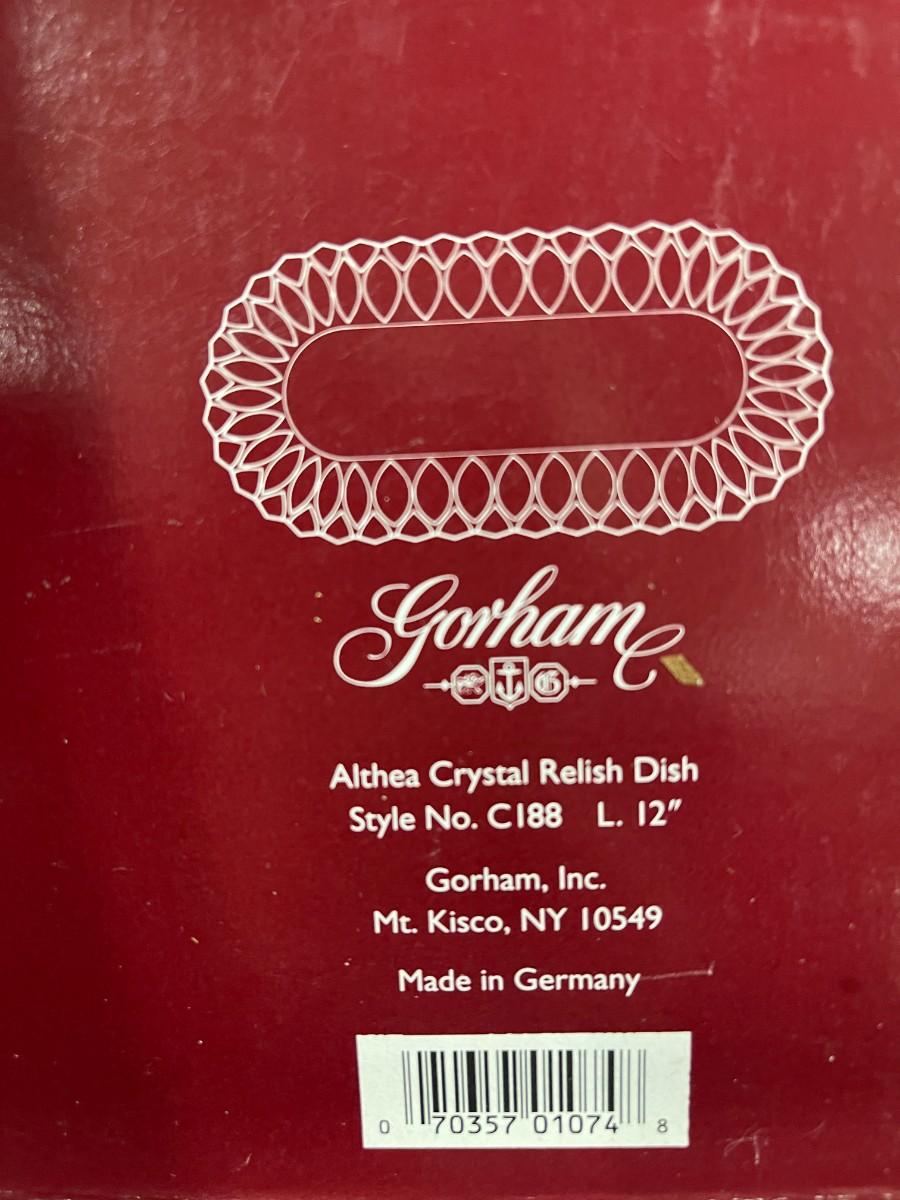 Gorham
G
Althea Crystal Relish Dish
Style No. C188 L. 12"
Gorham, Inc.
Mt. Kisco, NY 10549
Made in Germany
0 70357 01074 8